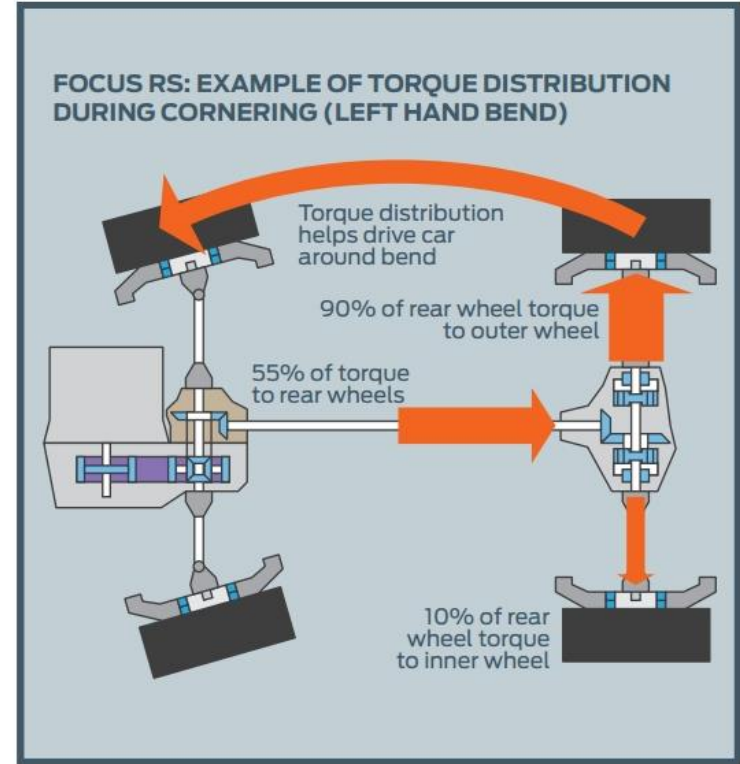 FOCUS RS: EXAMPLE OF TORQUE DISTRIBUTION
DURING CORNERING (LEFT HAND BEND)
Torque distribution
helps drive car
around bend
90% of rear wheel torque
to outer wheel
55% of torque
to rear wheels
10% of rear
wheel torque
to inner wheel